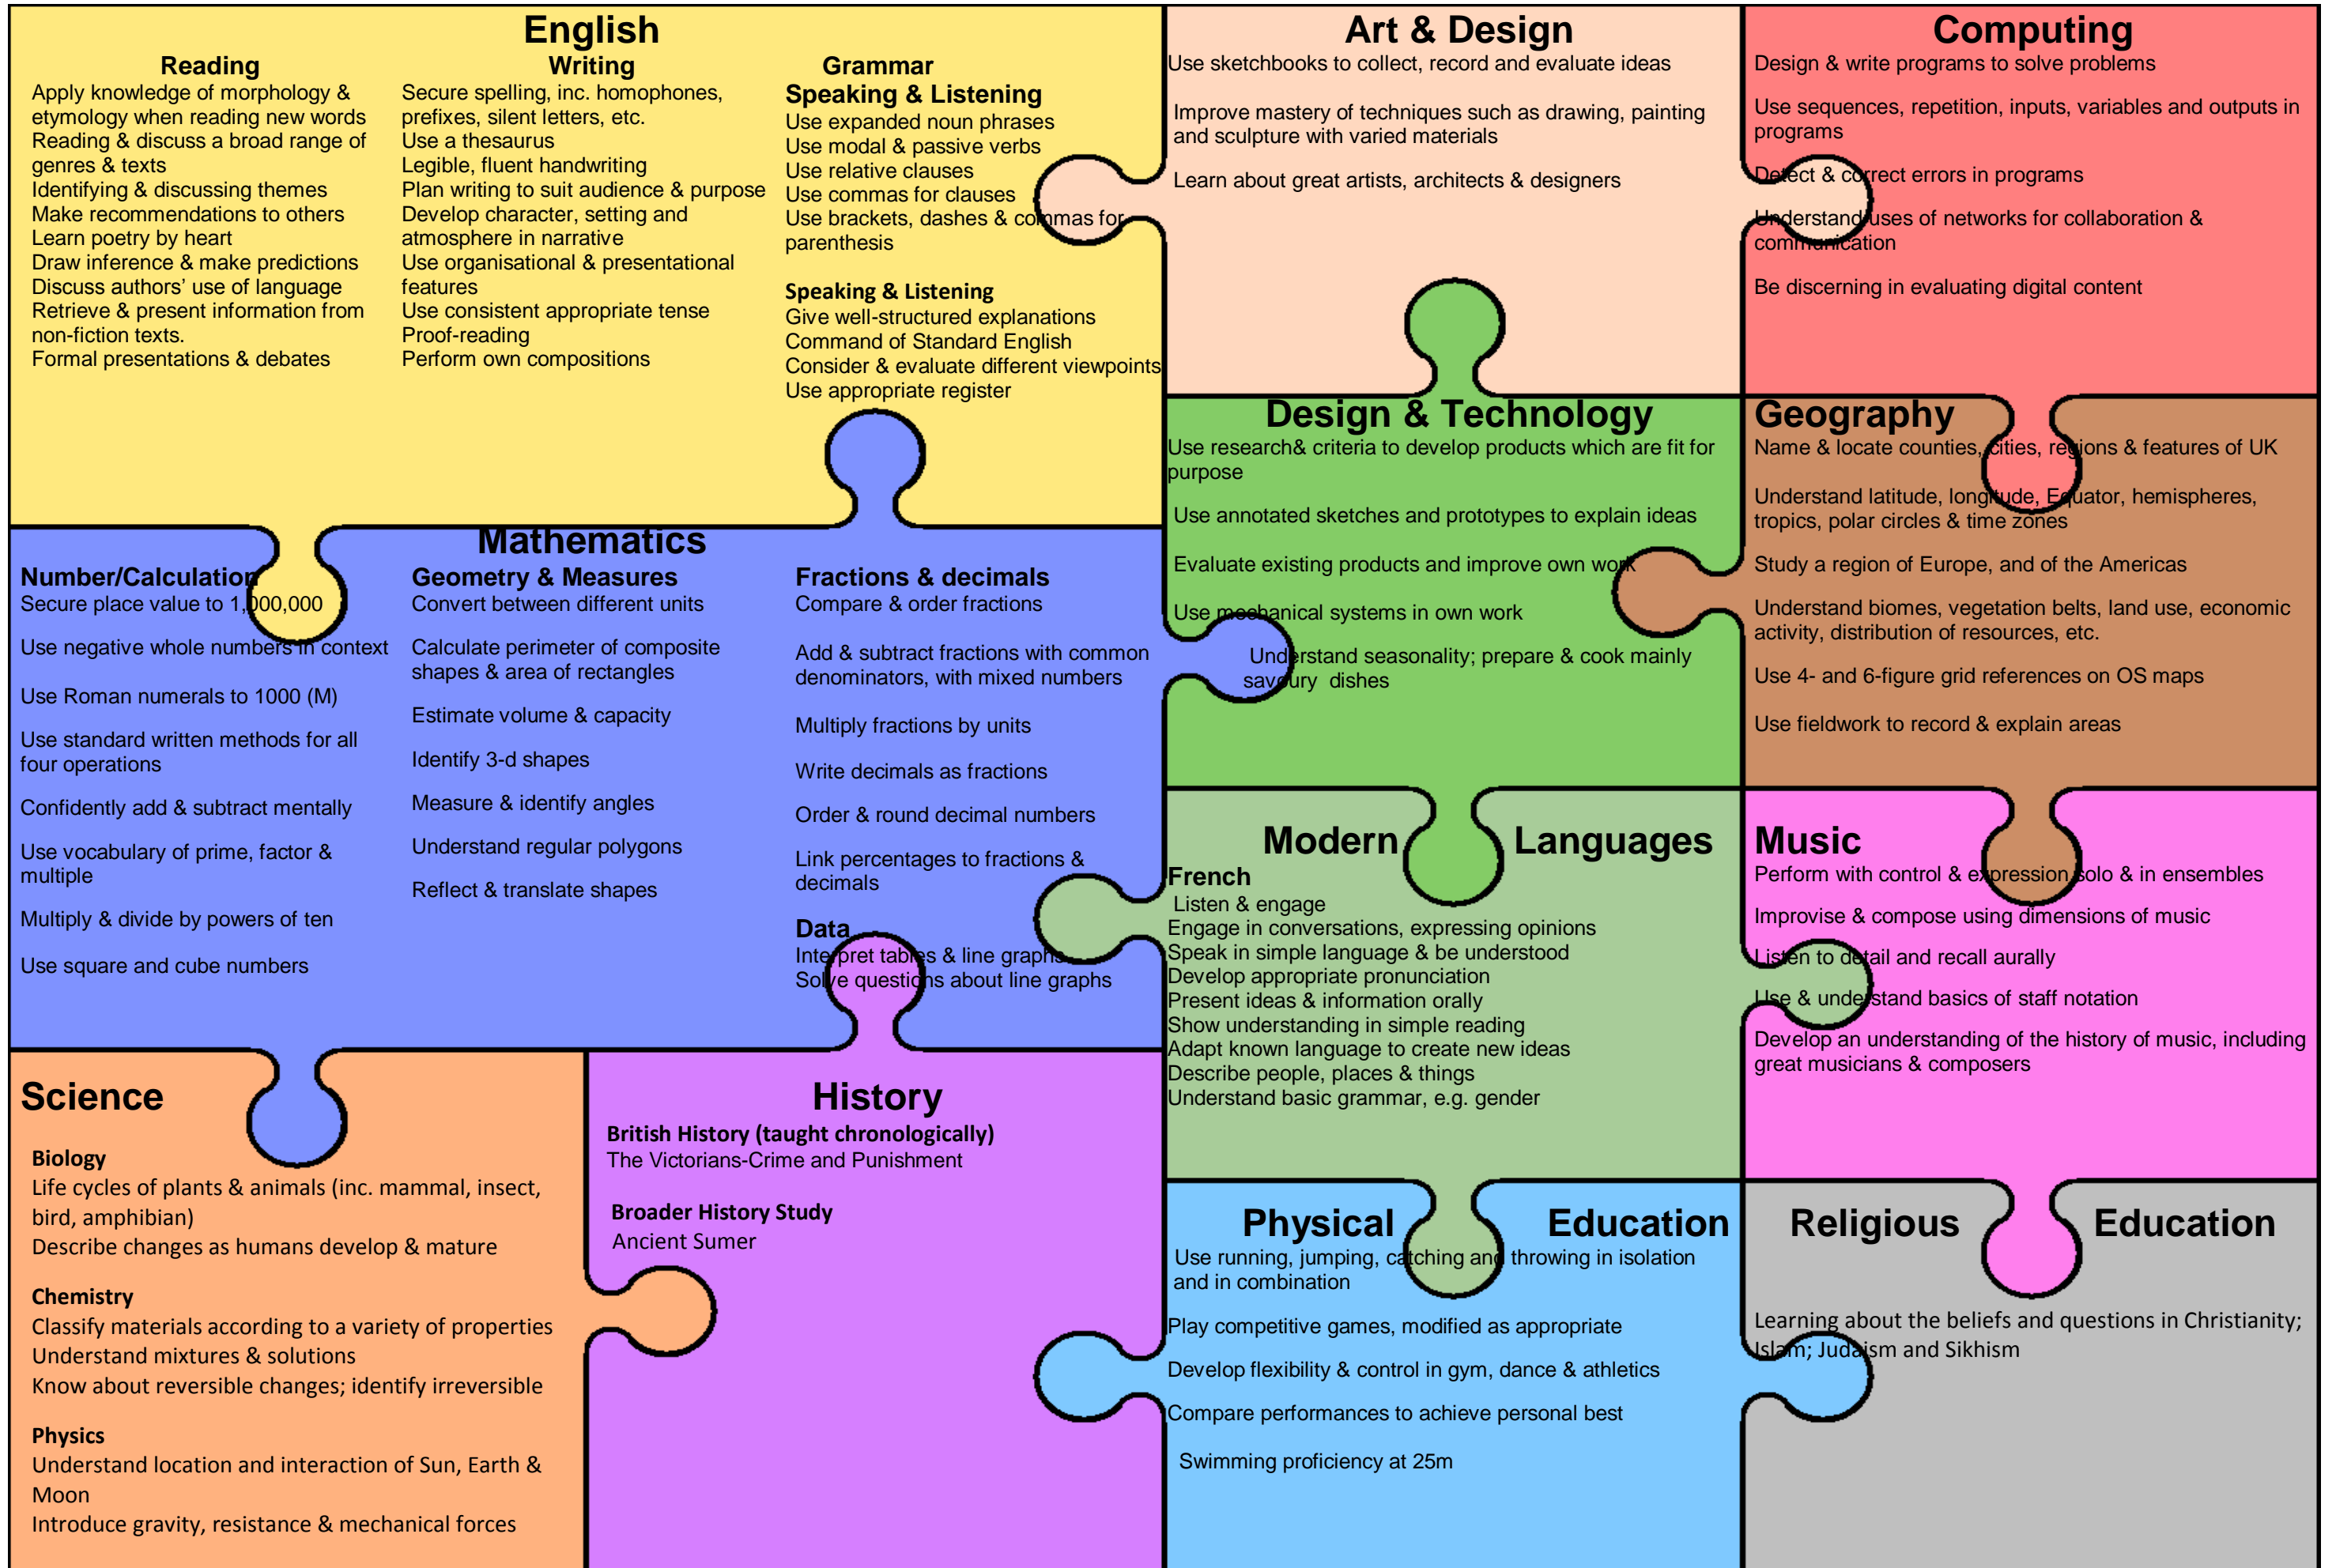 English
Reading
Apply knowledge of morphology &
etymology when reading new words
Reading & discuss a broad range of
genres & texts
Identifying & discussing themes
Make recommendations to others
Learn poetry by heart
Draw inference & make predictions
Discuss authors' use of language
Retrieve & present information from
non-fiction texts.
Formal presentations & debates
Writing
Secure spelling, inc. homophones,
prefixes, silent letters, etc.
Use a thesaurus
Legible, fluent handwriting
Plan writing to suit audience & purpose
Develop character, setting and
atmosphere in narrative
Use organisational & presentational
features
Use consistent appropriate tense
Proof-reading
Perform own compositions
Grammar
Speaking & Listening
Use expanded noun phrases
Use modal & passive verbs
Use relative clauses
Use commas for clauses
Use brackets, dashes & commas for
parenthesis
Speaking & Listening
Give well-structured explanations
Command of Standard English
Consider & evaluate different viewpoints
Use appropriate register
Art & Design
Use sketchbooks to collect, record and evaluate ideas
Improve mastery of techniques such as drawing, painting
and sculpture with varied materials
Learn about great artists, architects & designers
Computing
Design & write programs to solve problems
Use sequences, repetition, inputs, variables and outputs in
programs
Detect & correct errors in programs
Understand uses of networks for collaboration &
communication
Be discerning in evaluating digital content
Design & Technology
Use research& criteria to develop products which are fit for
purpose
Use annotated sketches and prototypes to explain ideas
Evaluate existing products and improve own work
Use mechanical systems in own work
Understand seasonality; prepare & cook mainly
savoury dishes
Geography
Name & locate counties, cities, regions & features of UK
Understand latitude, longitude, Equator, hemispheres,
tropics, polar circles & time zones
Study a region of Europe, and of the Americas
Understand biomes, vegetation belts, land use, economic
activity, distribution of resources, etc.
Use 4- and 6-figure grid references on OS maps
Use fieldwork to record & explain areas
Mathematics
Number/Calculation
Secure place value to 1,000,000
Use negative whole numbers in context
Use Roman numerals to 1000 (M)
Use standard written methods for all
four operations
Confidently add & subtract mentally
Use vocabulary of prime, factor &
multiple
Multiply & divide by powers of ten
Use square and cube numbers
Geometry & Measures
Convert between different units
Calculate perimeter of composite
shapes & area of rectangles
Estimate volume & capacity
Identify 3-d shapes
Measure & identify angles
Understand regular polygons
Reflect & translate shapes
Fractions & decimals
Compare & order fractions
Add & subtract fractions with common
denominators, with mixed numbers
Multiply fractions by units
Write decimals as fractions
Order & round decimal numbers
Link percentages to fractions &
decimals
Data
Interpret tables & line graphs
Solve questions about line graphs
Modern Languages
French
Listen & engage
Engage in conversations, expressing opinions
Speak in simple language & be understood
Develop appropriate pronunciation
Present ideas & information orally
Show understanding in simple reading
Adapt known language to create new ideas
Describe people, places & things
Understand basic grammar, e.g. gender
Music
Perform with control & expression solo & in ensembles
Improvise & compose using dimensions of music
Listen to detail and recall aurally
Use & understand basics of staff notation
Develop an understanding of the history of music, including
great musicians & composers
Science
Biology
Life cycles of plants & animals (inc. mammal, insect,
bird, amphibian)
Describe changes as humans develop & mature
Chemistry
Classify materials according to a variety of properties
Understand mixtures & solutions
Know about reversible changes; identify irreversible
Physics
Understand location and interaction of Sun, Earth &
Moon
Introduce gravity, resistance & mechanical forces
History
British History (taught chronologically)
The Victorians-Crime and Punishment
Broader History Study
Ancient Sumer
Physical Education
Use running, jumping, catching and throwing in isolation
and in combination
Play competitive games, modified as appropriate
Develop flexibility & control in gym, dance & athletics
Compare performances to achieve personal best
Swimming proficiency at 25m
Religious Education
Learning about the beliefs and questions in Christianity;
Islam; Judaism and Sikhism